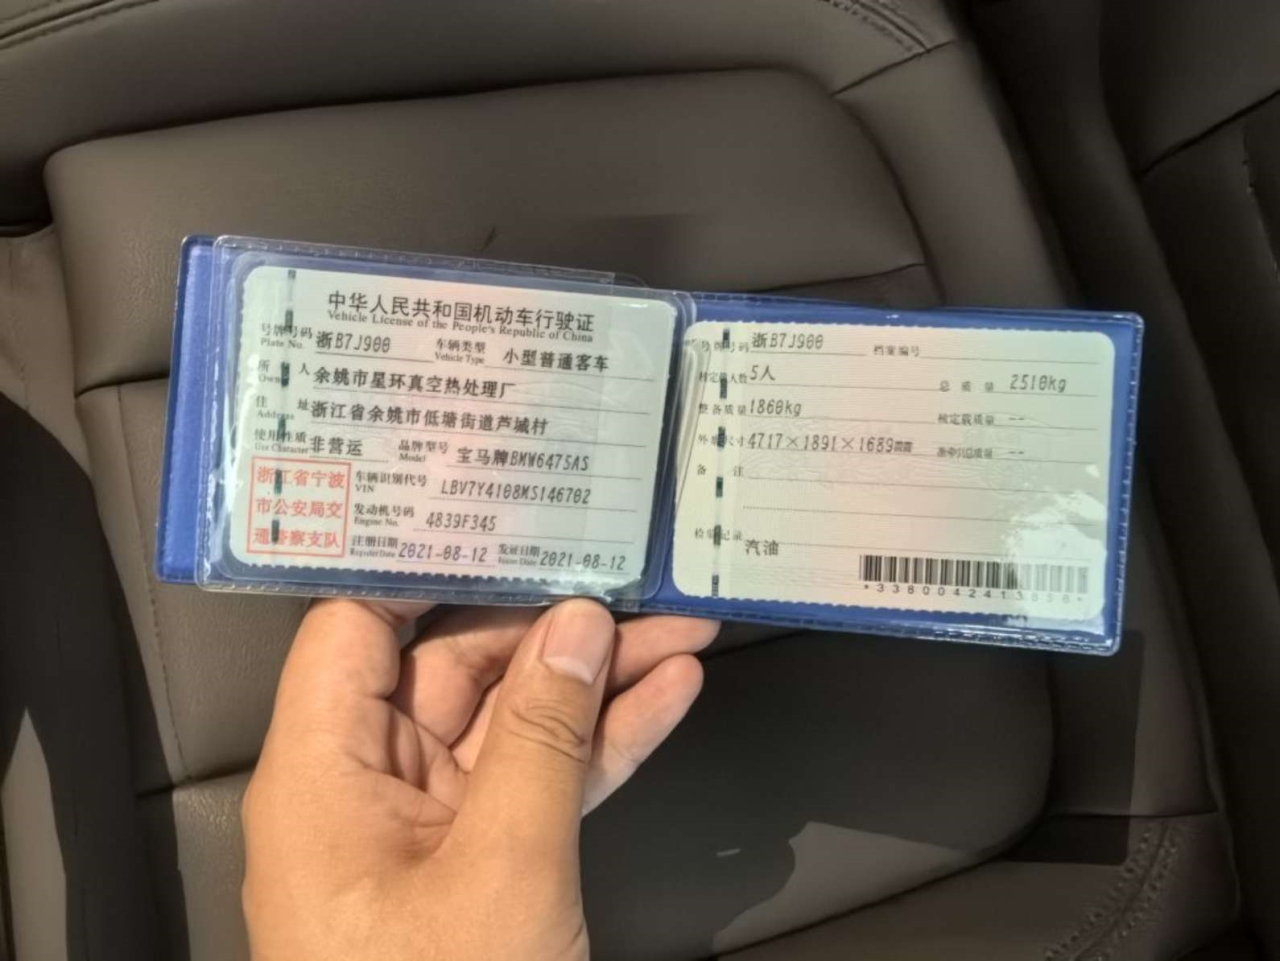 中华人民共和国机动车行驶证
Vehicle License of the People's Republic of China
号牌号码 浙B7J900 车辆类型 小型普通客车
Plate No. Vehicle Type
所 人 余姚市星环真空热处理厂
Owner
住 址 浙江省余姚市低塘街道芦城村
Address
使用性质 非营运 品牌型号 宝马牌BMW6475AS
Use Character Model
浙江省宁波
市公安局交
通警察支队
车辆识别代号 LBV7Y4108MS146702
VIN
发动机号码 4839F345
Engine No.
注册日期 2021-08-12 发证日期 2021-08-12
Register Date Issue Date
号牌号码 浙B7J900 档案编号
核定载人数 5人 总质量 2510kg
整备质量 1860kg 核定载质量 --
外廓尺寸 4717×1891×1689 --
备 注
检验记录 汽油